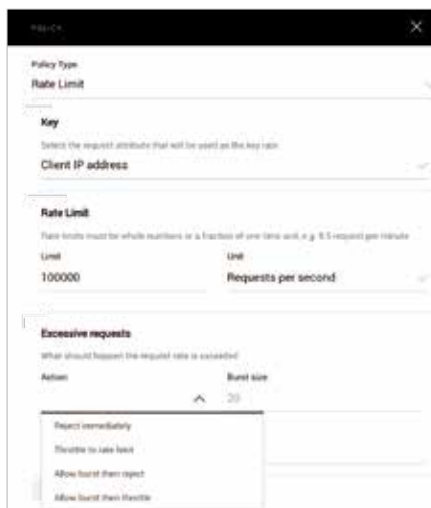 POLICY
Policy Type
Rate Limit
Key
Select the request attribute that will be used as the key rate
Client IP address
Rate Limit
Rate limits must be whole numbers or a fraction of one time unit, e.g. 0.5 request per minute
Limit Unit
100000 Requests per second
Excessive requests
What should happen the request rate is exceeded
Action Burst size
20
Reject immediately
Throttle to rate limit
Allow burst then reject
Allow burst then throttle